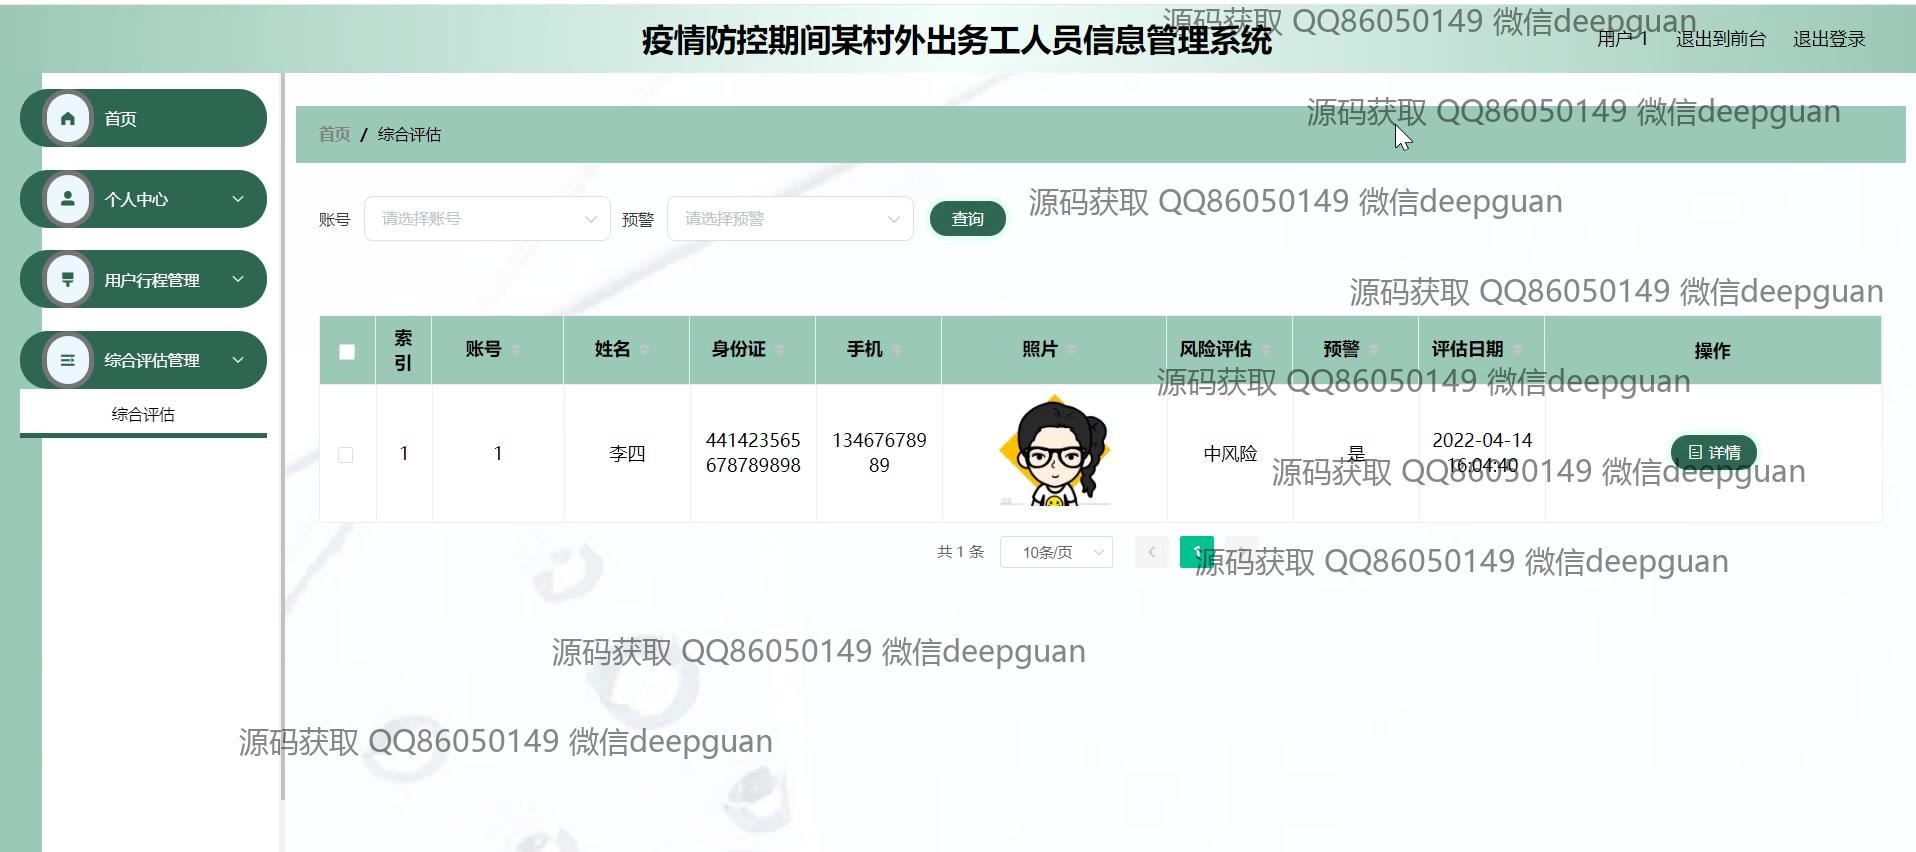 源码获取 QQ86050149 微信deepguan
疫情防控期间某村外出务工人员信息管理系统
用户 1 退出到前台 退出登录
首页
个人中心
用户行程管理
综合评估管理
综合评估
源码获取 QQ86050149 微信deepguan
首页 / 综合评估
源码获取 QQ86050149 微信deepguan
账号 请选择账号 预警 请选择预警 查询
源码获取 QQ86050149 微信deepguan
索引 账号 姓名 身份证 手机 照片 风险评估 预警 评估日期 操作
源码获取 QQ86050149 微信deepguan
1 1 李四 441423565 134676789 中风险 是 2022-04-14 详情
678789898 89 16:04:40
源码获取 QQ86050149 微信deepguan
共 1 条 10条/页 1
源码获取 QQ86050149 微信deepguan
源码获取 QQ86050149 微信deepguan
源码获取 QQ86050149 微信deepguan